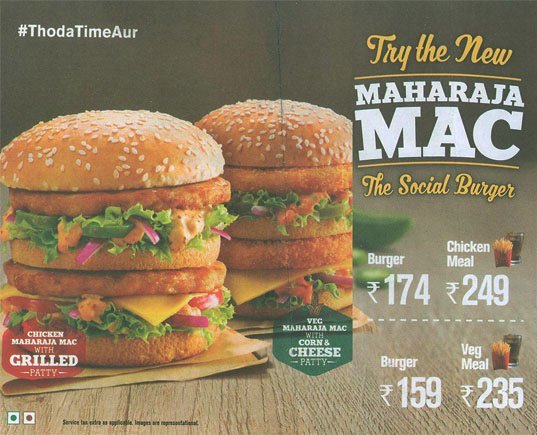 #ThodaTimeAur
Try the New
MAHARAJA
MAC
The Social Burger
Burger
₹174
Chicken
Meal
₹249
Burger
₹159
Veg
Meal
₹235
CHICKEN
MAHARAJA MAC
WITH
GRILLED
PATTY
VEG
MAHARAJA MAC
WITH
CORN &
CHEESE
PATTY
Service tax extra as applicable. Images are representational.